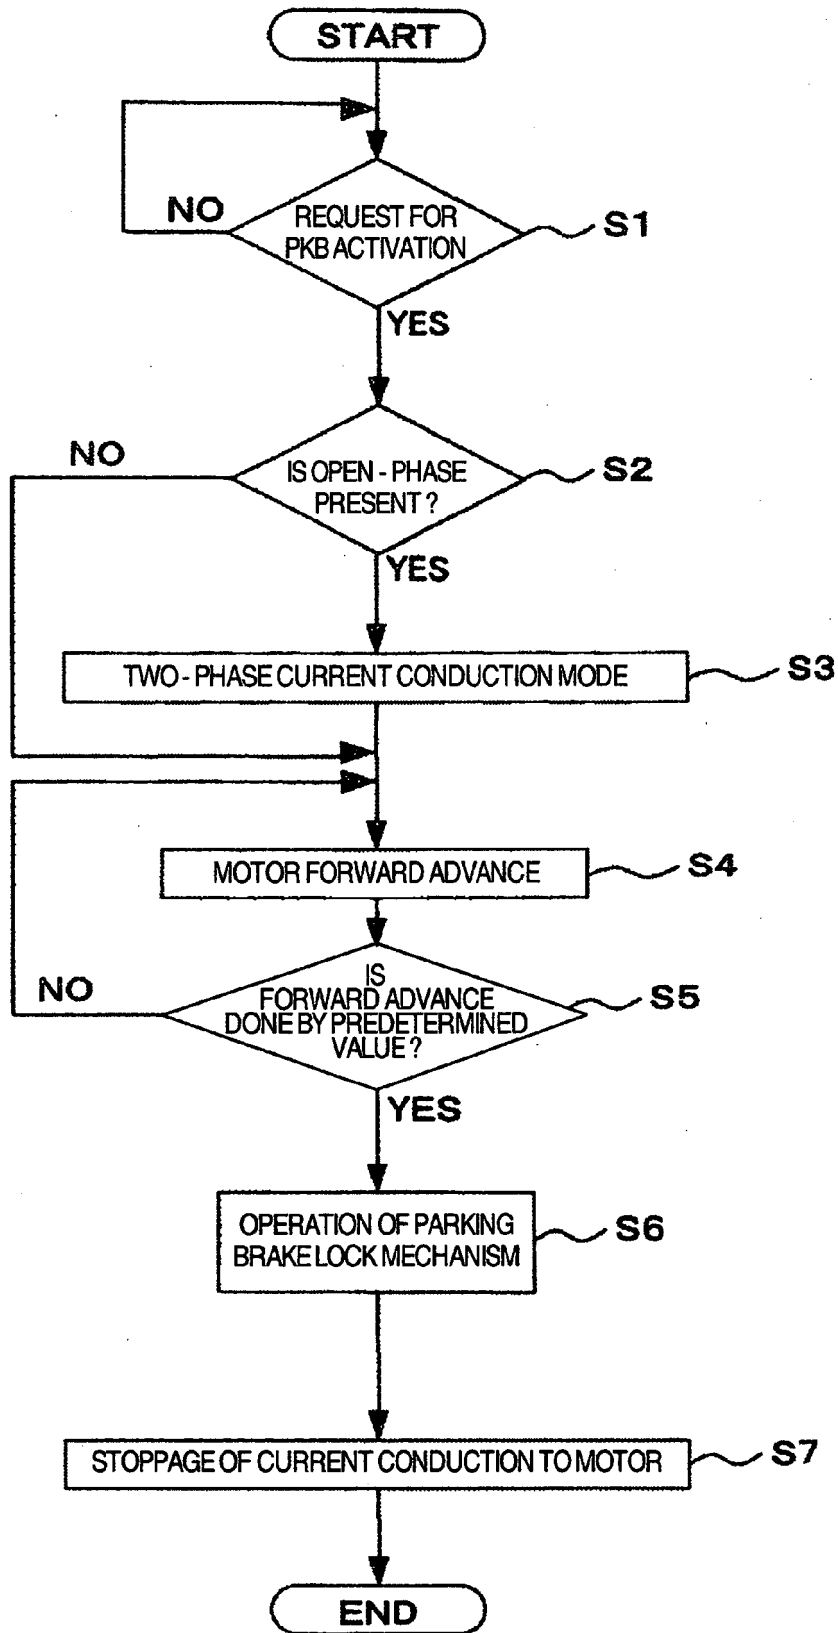 START
NO
REQUEST FOR
PKB ACTIVATION
S1
YES
NO
IS OPEN - PHASE
PRESENT ?
S2
YES
TWO - PHASE CURRENT CONDUCTION MODE
S3
MOTOR FORWARD ADVANCE
S4
NO
IS
FORWARD ADVANCE
DONE BY PREDETERMINED
VALUE ?
S5
YES
OPERATION OF PARKING
BRAKE LOCK MECHANISM
S6
STOPPAGE OF CURRENT CONDUCTION TO MOTOR
S7
END